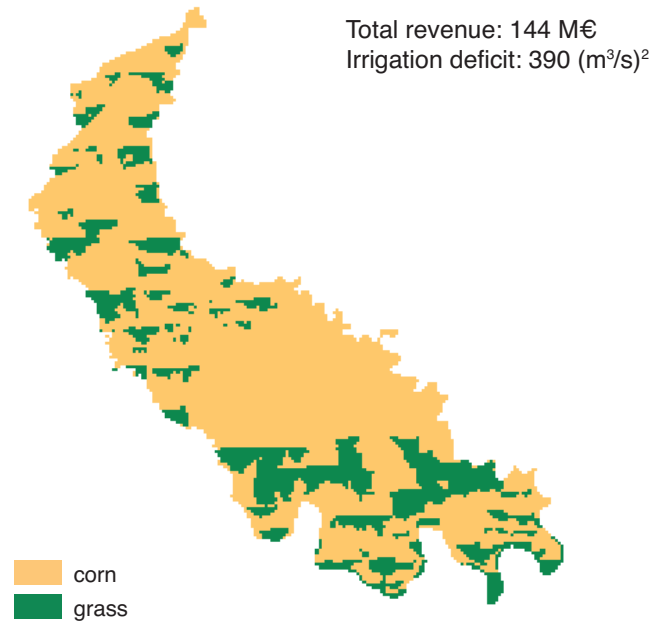 Total revenue: 144 M€
Irrigation deficit: 390 (m³/s)²
corn
grass